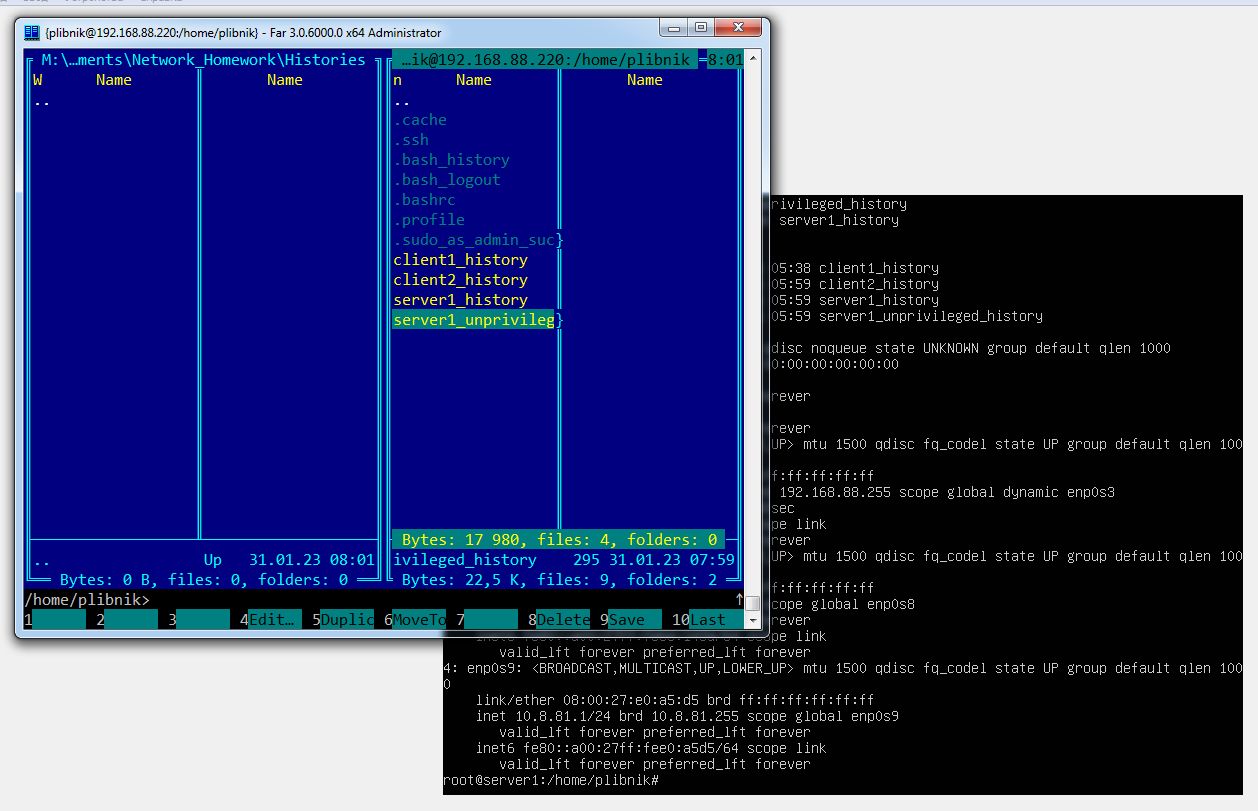 {plibnik@192.168.88.220:/home/plibnik} - Far 3.0.6000.0 x64 Administrator
M:\…ments\Network_Homework\Histories
W Name Name
..
.. Up 31.01.23 08:01
Bytes: 0 B, files: 0, folders: 0
…ik@192.168.88.220:/home/plibnik 8:01
n Name Name
..
.cache
.ssh
.bash_history
.bash_logout
.bashrc
.profile
.sudo_as_admin_suc}
client1_history
client2_history
server1_history
server1_unprivileg}
Bytes: 17 980, files: 4, folders: 0
ivileged_history 295 31.01.23 07:59
Bytes: 22,5 K, files: 9, folders: 2
/home/plibnik> ↑
1 2 3 4Edit… 5Duplic 6MoveTo 7 8Delete 9Save 10Last
rivileged_history
server1_history
05:38 client1_history
05:59 client2_history
05:59 server1_history
05:59 server1_unprivileged_history
disc noqueue state UNKNOWN group default qlen 1000
0:00:00:00:00:00
rever
rever
UP> mtu 1500 qdisc fq_codel state UP group default qlen 100
f:ff:ff:ff:ff
192.168.88.255 scope global dynamic enp0s3
sec
pe link
rever
UP> mtu 1500 qdisc fq_codel state UP group default qlen 100
f:ff:ff:ff:ff
cope global enp0s8
rever
scope link
valid_lft forever preferred_lft forever
4: enp0s9: <BROADCAST,MULTICAST,UP,LOWER_UP> mtu 1500 qdisc fq_codel state UP group default qlen 100
0
link/ether 08:00:27:e0:a5:d5 brd ff:ff:ff:ff:ff:ff
inet 10.8.81.1/24 brd 10.8.81.255 scope global enp0s9
valid_lft forever preferred_lft forever
inet6 fe80::a00:27ff:fee0:a5d5/64 scope link
valid_lft forever preferred_lft forever
root@server1:/home/plibnik#